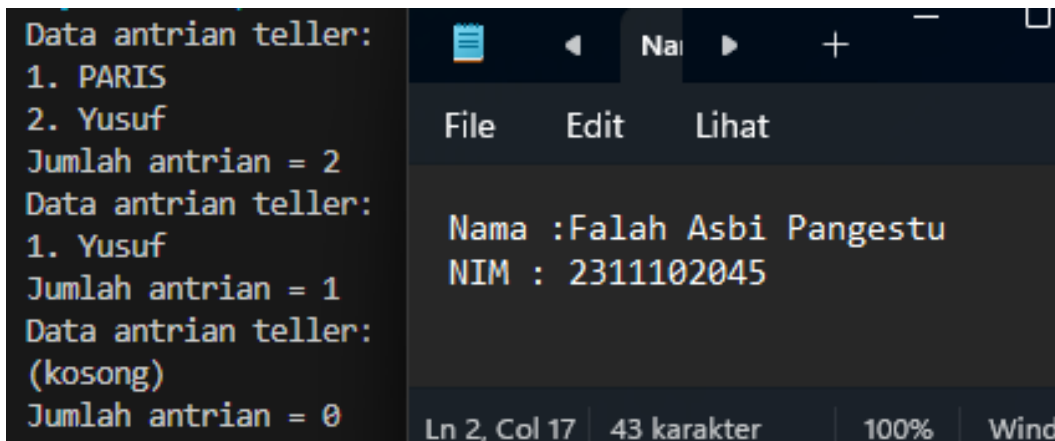 Data antrian teller:
1. PARIS
2. Yusuf
Jumlah antrian = 2
Data antrian teller:
1. Yusuf
Jumlah antrian = 1
Data antrian teller:
(kosong)
Jumlah antrian = 0
File Edit Lihat
Nama :Falah Asbi Pangestu
NIM : 2311102045
Ln 2, Col 17 43 karakter 100%